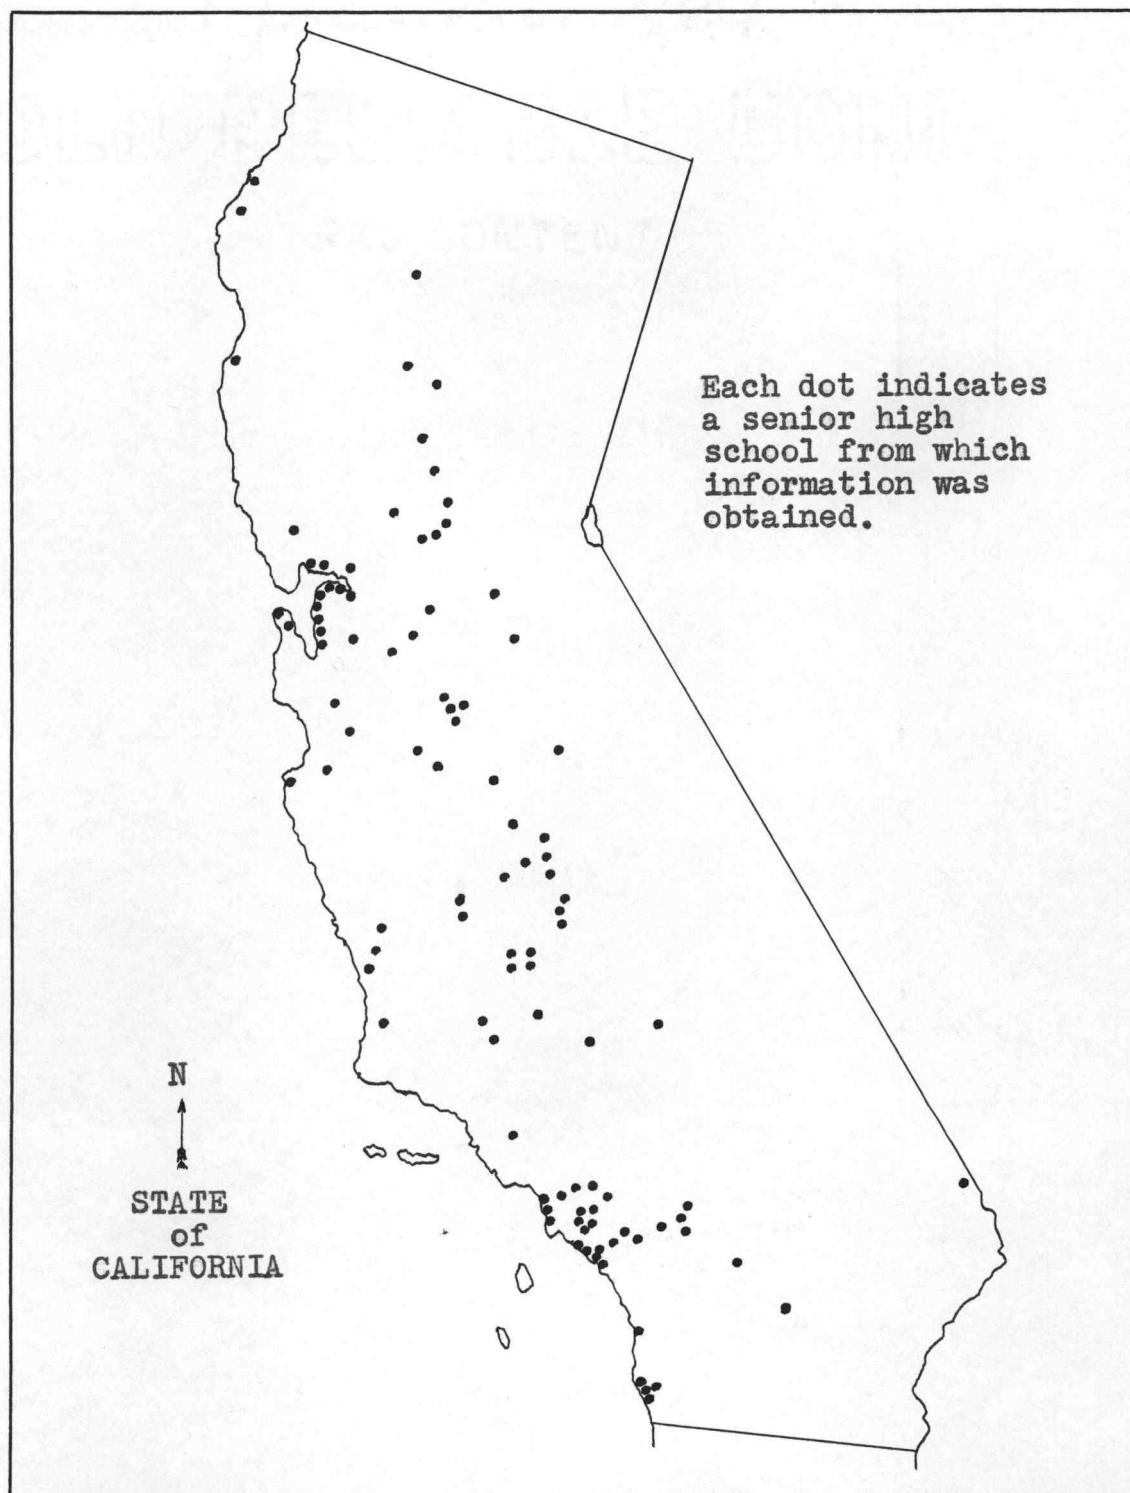 Each dot indicates
a senior high
school from which
information was
obtained.
N
STATE
of
CALIFORNIA